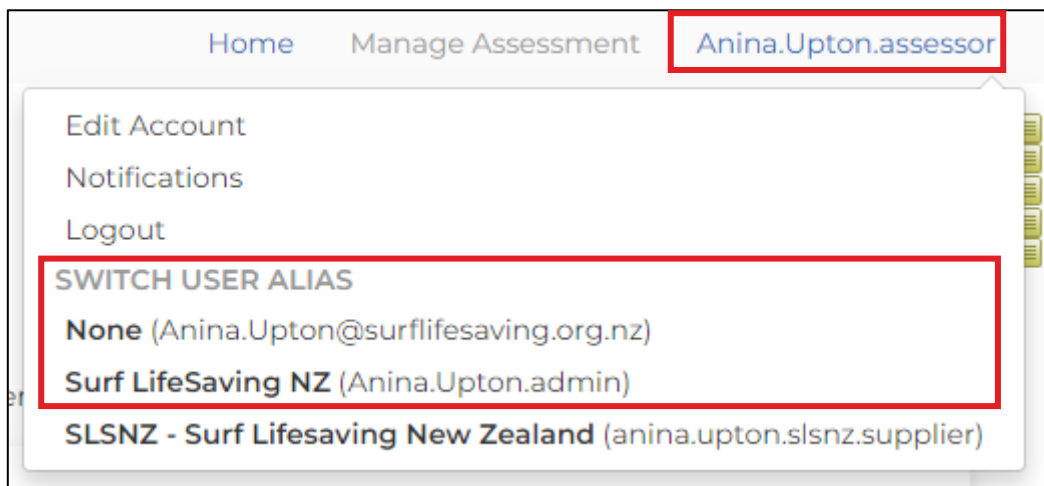 Home Manage Assessment Anina.Upton.assessor
Edit Account
Notifications
Logout
SWITCH USER ALIAS
None (Anina.Upton@surflifesaving.org.nz)
Surf LifeSaving NZ (Anina.Upton.admin)
SLSNZ - Surf Lifesaving New Zealand (anina.upton.slsnz.supplier)